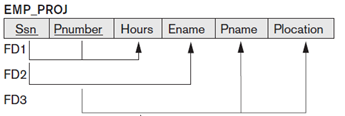 EMP_PROJ
Ssn Pnumber Hours Ename Pname Plocation
FD1
FD2
FD3